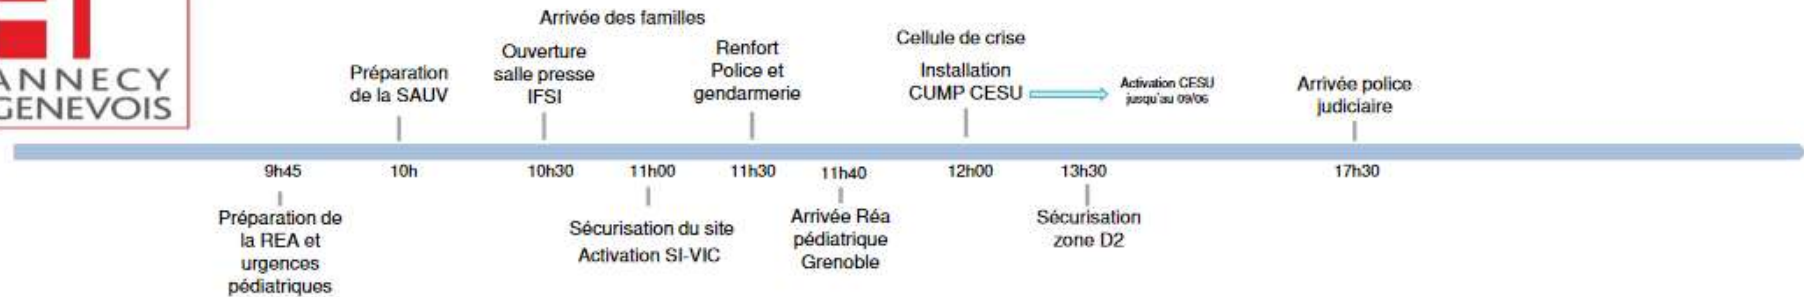 ANNECY
GENEVOIS
Arrivée des familles
Préparation
de la SAUV
Ouverture
salle presse
IFSI
Renfort
Police et
gendarmerie
Cellule de crise
Installation
CUMP CESU
Activation CESU
jusqu'au 09/06
Arrivée police
judiciaire
9h45
10h
10h30
11h00
11h30
11h40
12h00
13h30
17h30
Préparation de
la REA et
urgences
pédiatriques
Sécurisation du site
Activation SI-VIC
Arrivée Réa
pédiatrique
Grenoble
Sécurisation
zone D2